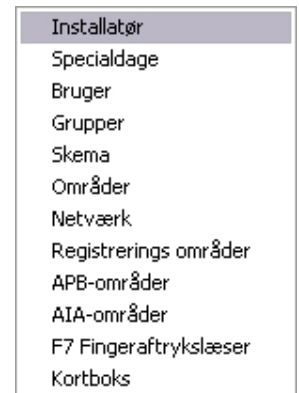 Installatør
Specialdage
Bruger
Grupper
Skema
Områder
Netværk
Registrerings områder
APB-områder
AIA-områder
F7 Fingeraftrykslæser
Kortboks